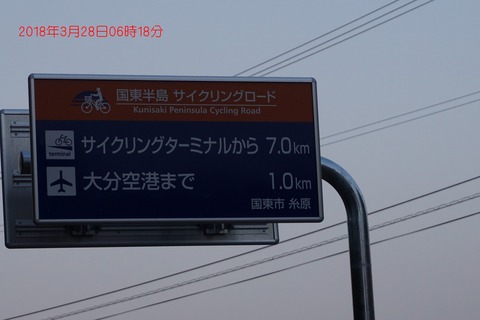 2018年3月28日06時18分
国東半島 サイクリングロード
Kunisaki Peninsula Cycling Road
terminal
サイクリングターミナルから 7.0km
大分空港まで 1.0km
国東市 糸原